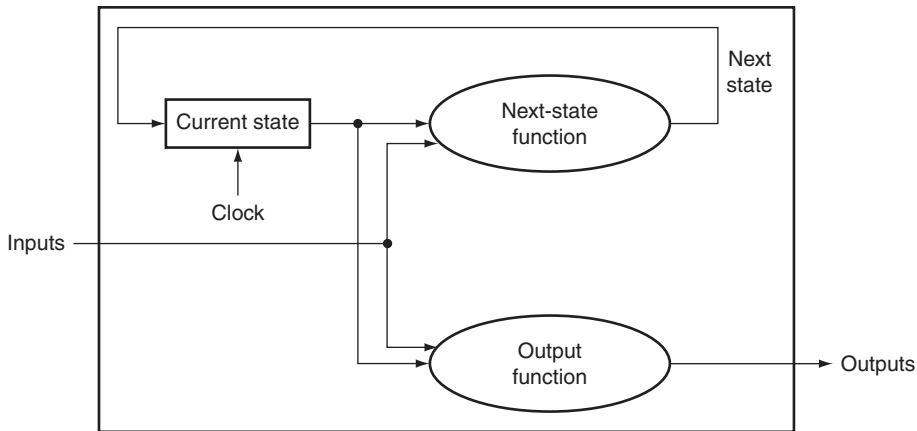 Next
state
Next-state
function
Current state
Clock
Inputs
Output
function
Outputs